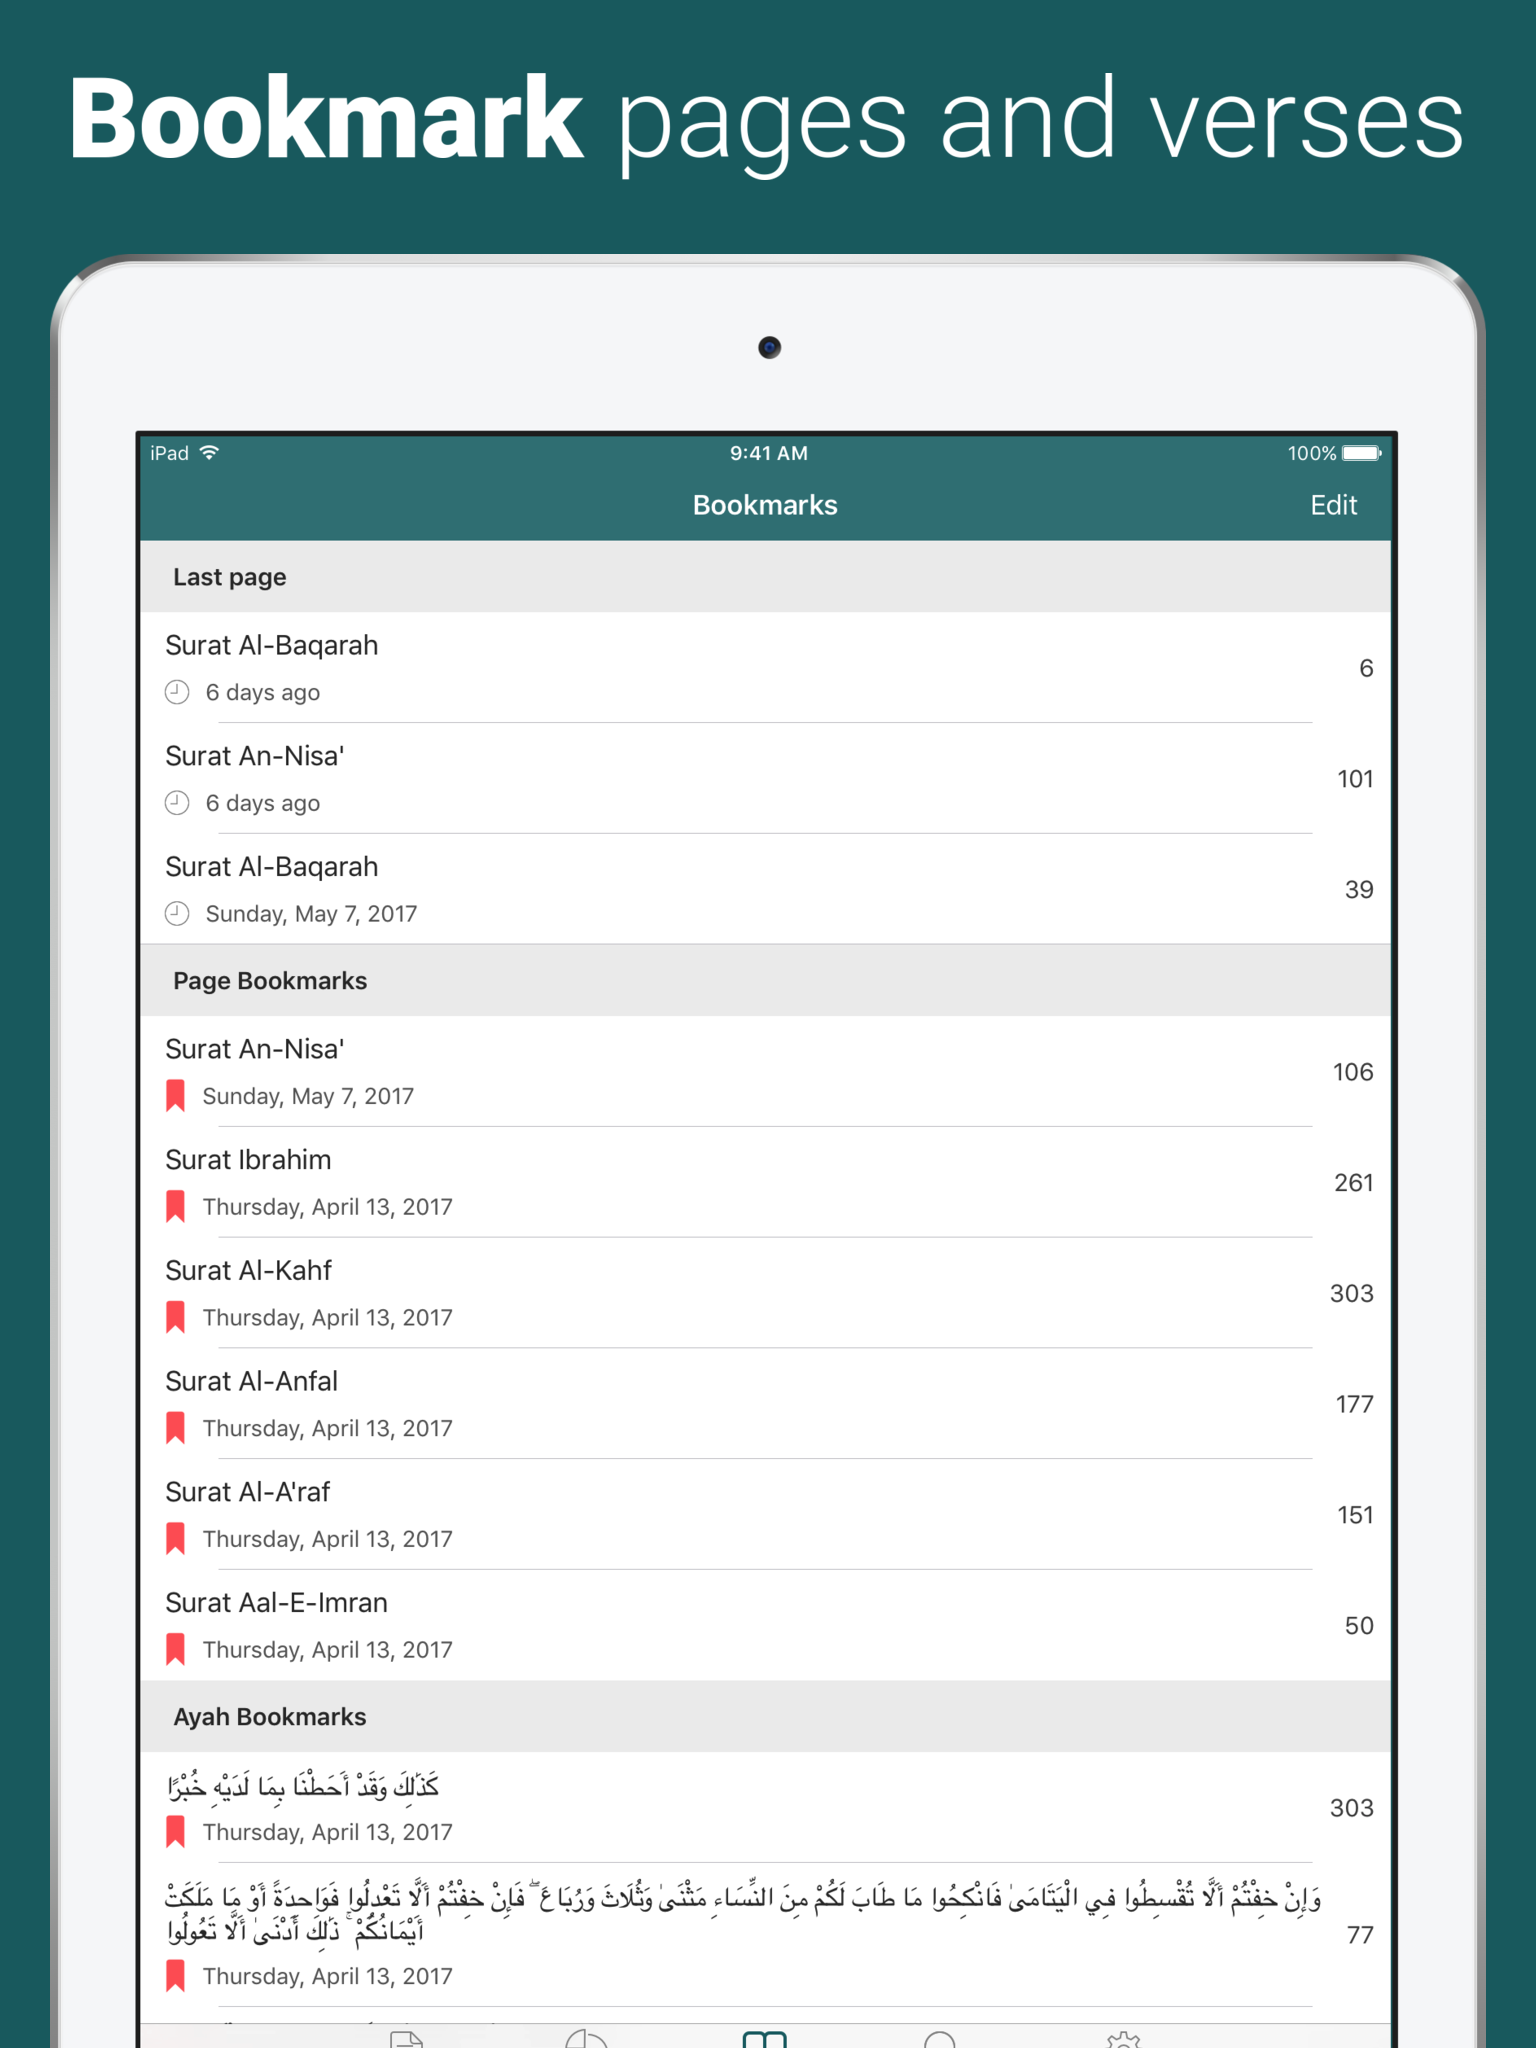 Bookmark pages and verses
iPad
9:41 AM
100%
Bookmarks
Edit
Last page
Surat Al-Baqarah
6 days ago
6
Surat An-Nisa'
6 days ago
101
Surat Al-Baqarah
Sunday, May 7, 2017
39
Page Bookmarks
Surat An-Nisa'
Sunday, May 7, 2017
106
Surat Ibrahim
Thursday, April 13, 2017
261
Surat Al-Kahf
Thursday, April 13, 2017
303
Surat Al-Anfal
Thursday, April 13, 2017
177
Surat Al-A'raf
Thursday, April 13, 2017
151
Surat Aal-E-Imran
Thursday, April 13, 2017
50
Ayah Bookmarks
كَذَٰلِكَ وَقَدْ أَحَطْنَا بِمَا لَدَيْهِ خُبْرًا
Thursday, April 13, 2017
303
وَإِنْ خِفْتُمْ أَلَّا تُقْسِطُوا فِي الْيَتَامَىٰ فَانْكِحُوا مَا طَابَ لَكُمْ مِنَ النِّسَاءِ مَثْنَىٰ وَثُلَاثَ وَرُبَاعَ ۖ فَإِنْ خِفْتُمْ أَلَّا تَعْدِلُوا فَوَاحِدَةً أَوْ مَا مَلَكَتْ
أَيْمَانُكُمْ ۚ ذَٰلِكَ أَدْنَىٰ أَلَّا تَعُولُوا
Thursday, April 13, 2017
77